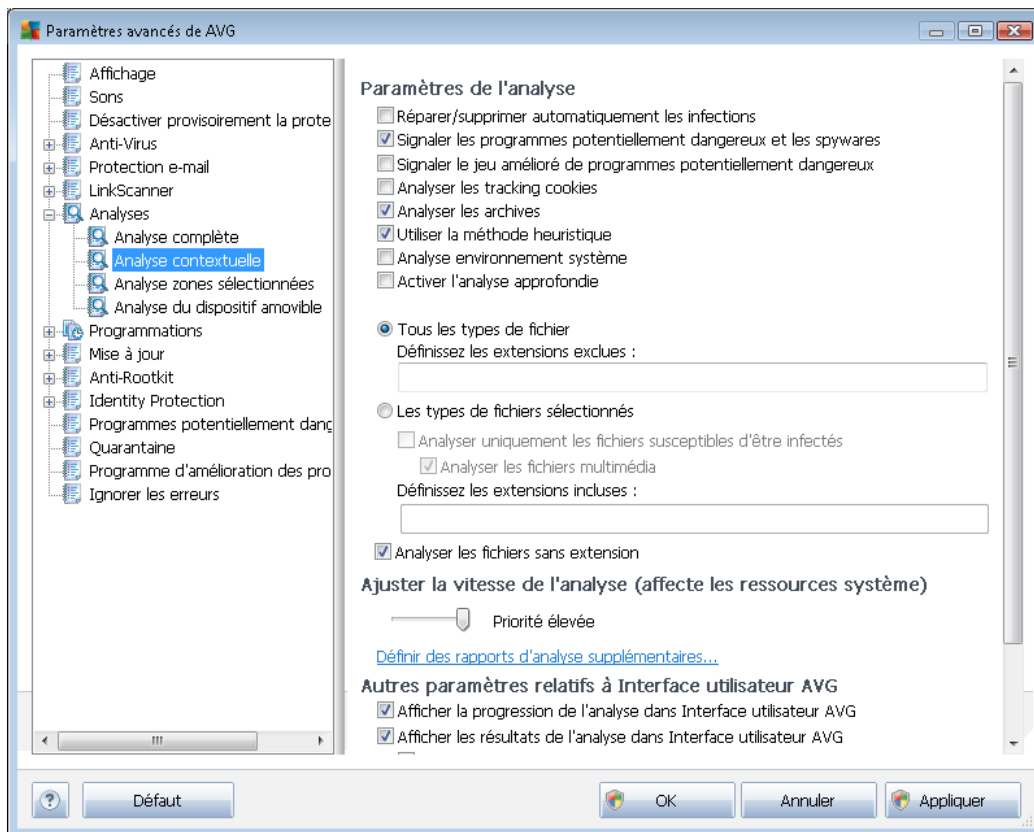 Paramètres avancés de AVG
Affichage
Sons
Désactiver provisoirement la prote
Anti-Virus
Protection e-mail
LinkScanner
Analyses
Analyse complète
Analyse contextuelle
Analyse zones sélectionnées
Analyse du dispositif amovible
Programmations
Mise à jour
Anti-Rootkit
Identity Protection
Programmes potentiellement dang
Quarantaine
Programme d'amélioration des pro
Ignorer les erreurs
Paramètres de l'analyse
Réparer/supprimer automatiquement les infections
Signaler les programmes potentiellement dangereux et les spywares
Signaler le jeu amélioré de programmes potentiellement dangereux
Analyser les tracking cookies
Analyser les archives
Utiliser la méthode heuristique
Analyse environnement système
Activer l'analyse approfondie
Tous les types de fichier
Définissez les extensions exclues :
Les types de fichiers sélectionnés
Analyser uniquement les fichiers susceptibles d'être infectés
Analyser les fichiers multimédia
Définissez les extensions incluses :
Analyser les fichiers sans extension
Ajuster la vitesse de l'analyse (affecte les ressources système)
Priorité élevée
Définir des rapports d'analyse supplémentaires...
Autres paramètres relatifs à Interface utilisateur AVG
Afficher la progression de l'analyse dans Interface utilisateur AVG
Afficher les résultats de l'analyse dans Interface utilisateur AVG
?
Défaut
OK
Annuler
Appliquer